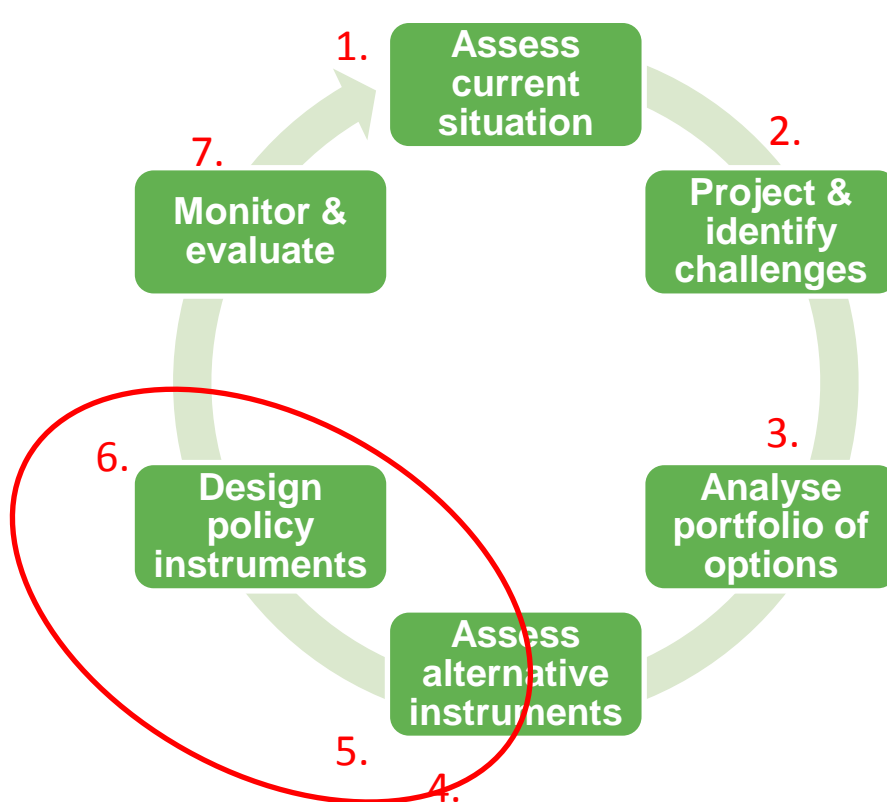 1.
Assess
current
situation
2.
Project &
identify
challenges
3.
Analyse
portfolio of
options
4.
Assess
alternative
instruments
5.
6.
Design
policy
instruments
7.
Monitor &
evaluate